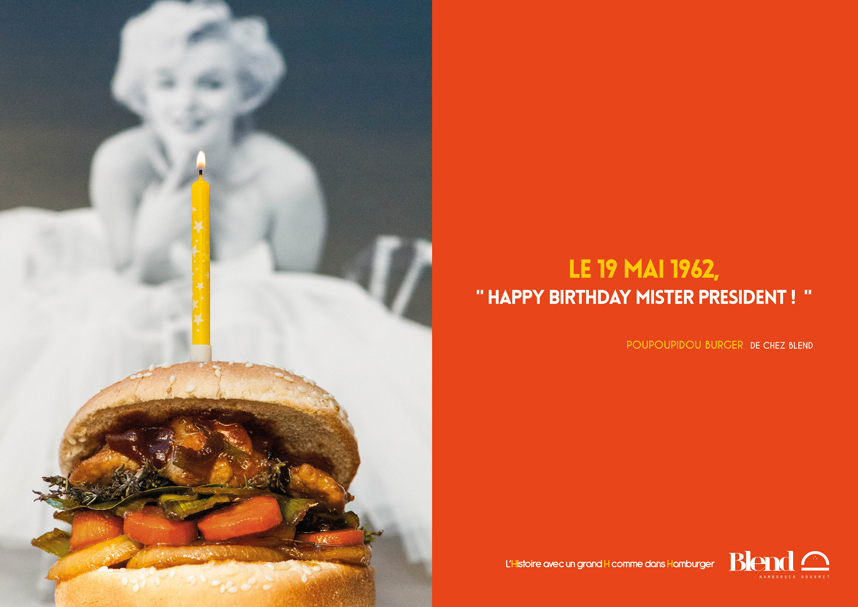 LE 19 MAI 1962,
" HAPPY BIRTHDAY MISTER PRESIDENT ! "
POUPOUPIDOU BURGER DE CHEZ BLEND
L'Histoire avec un grand H comme dans Hamburger
Blend
HAMBURGER GOURMET